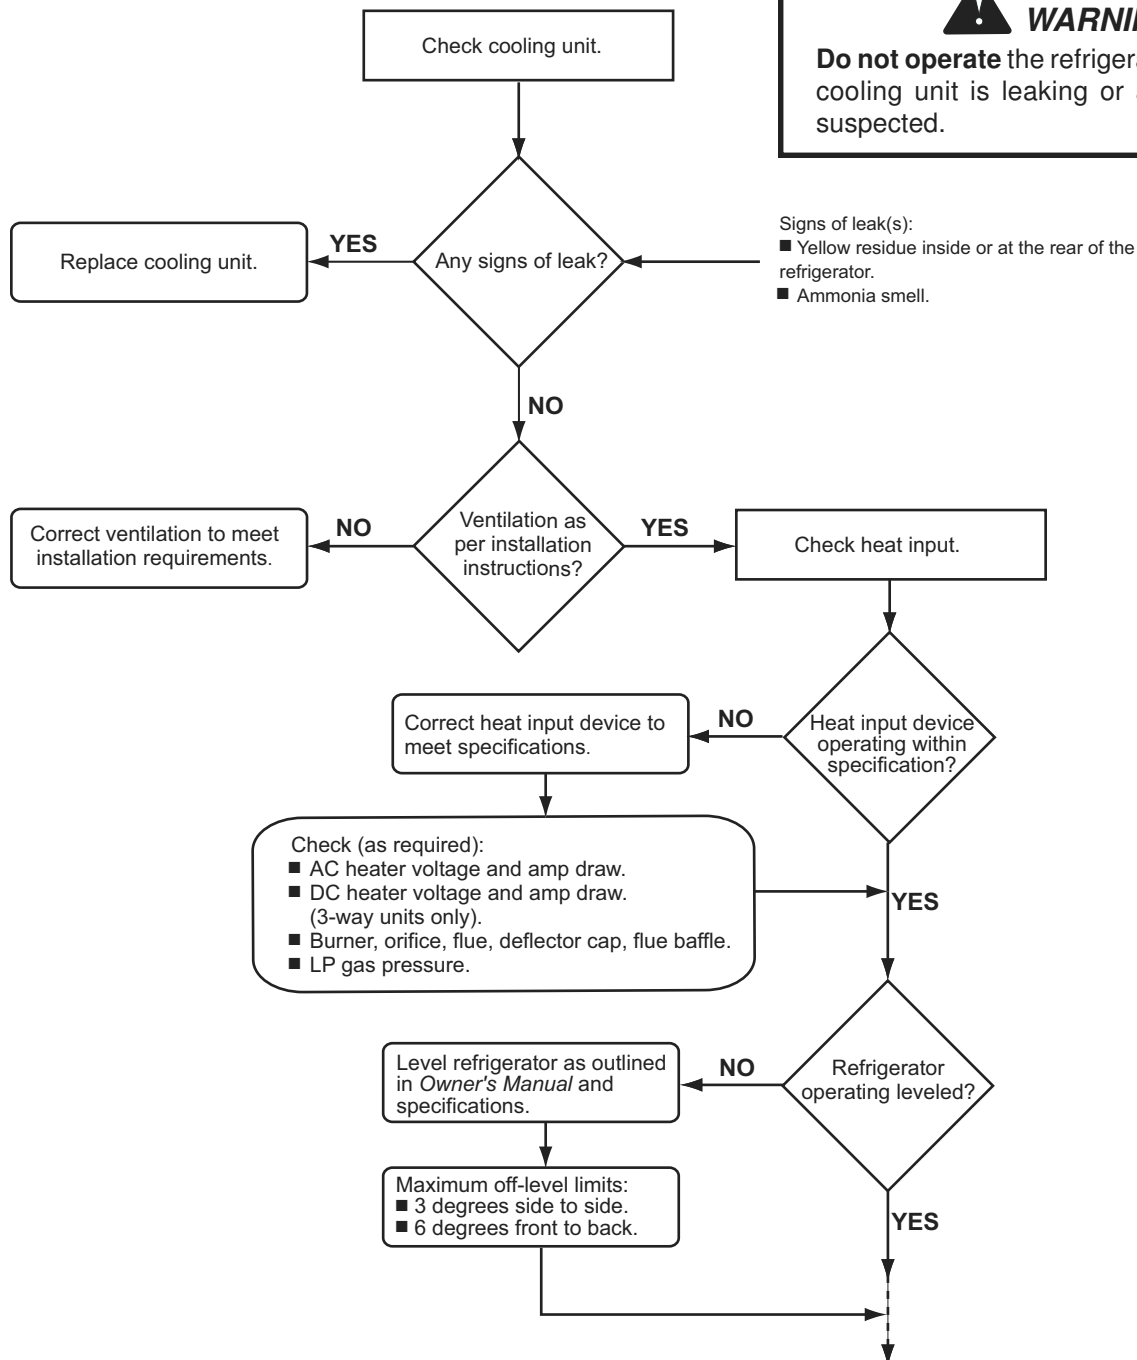 Check cooling unit.
Do not operate the
cooling unit is leaking or
suspected.
Signs of leak(s):
■ Yellow residue inside or at the rear of the
refrigerator.
■ Ammonia smell.
Replace cooling unit.
YES
Any signs of leak?
NO
Correct ventilation to meet
installation requirements.
NO
Ventilation as
per installation
instructions?
YES
Check heat input.
Correct heat input device to
meet specifications.
NO
Heat input device
operating within
specification?
Check (as required):
■ AC heater voltage and amp draw.
■ DC heater voltage and amp draw.
(3-way units only).
■ Burner, orifice, flue, deflector cap, flue baffle.
■ LP gas pressure.
YES
Level refrigerator as outlined
in Owner's Manual and
specifications.
NO
Refrigerator
operating leveled?
Maximum off-level limits:
■ 3 degrees side to side.
■ 6 degrees front to back.
YES